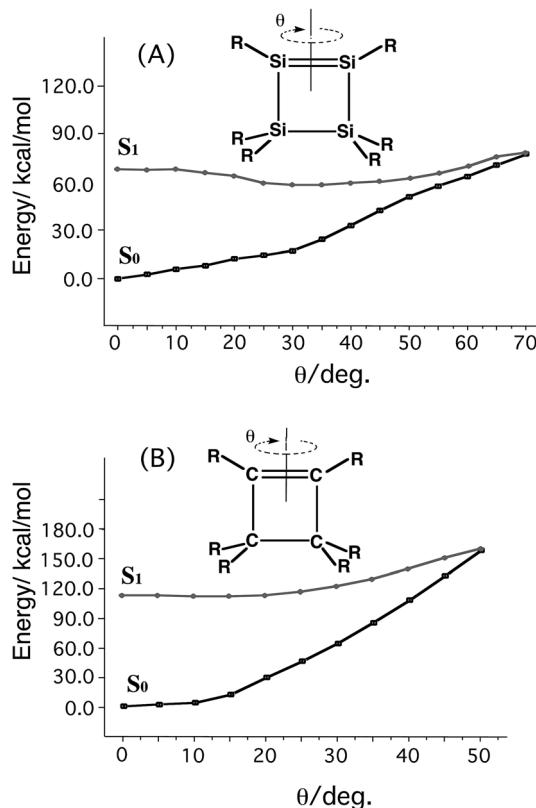 (A)
θ
R
R
Si
Si
Si
Si
R
R
R
R
120.0
90.0
60.0
30.0
0.0
Energy/ kcal/mol
S1
S0
0 10 20 30 40 50 60 70
θ/deg.
(B)
θ
R
R
C
C
C
C
R
R
R
R
180.0
150.0
120.0
90.0
60.0
30.0
0.0
Energy/ kcal/mol
S1
S0
0 10 20 30 40 50
θ/deg.